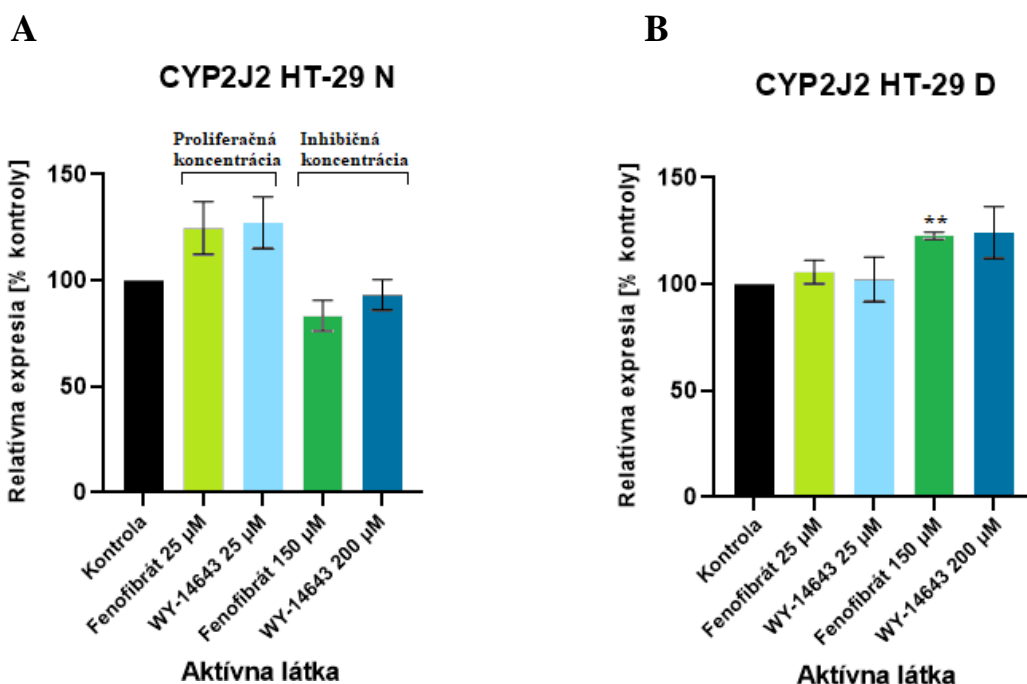 A
CYP2J2 HT-29 N
Proliferačná
koncentrácia
Inhibičná
koncentrácia
Relatívna expresia [% kontroly]
150
100
50
0
Kontrola
Fenofibrát 25 µM
WY-14643 25 µM
Fenofibrát 150 µM
WY-14643 200 µM
Aktívna látka
B
CYP2J2 HT-29 D
Relatívna expresia [% kontroly]
150
100
50
0
**
Kontrola
Fenofibrát 25 µM
WY-14643 25 µM
Fenofibrát 150 µM
WY-14643 200 µM
Aktívna látka